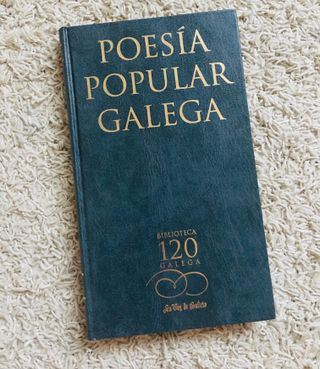 POESÍA
POPULAR
GALEGA
BIBLIOTECA
120
GALEGA
La Voz de Galicia